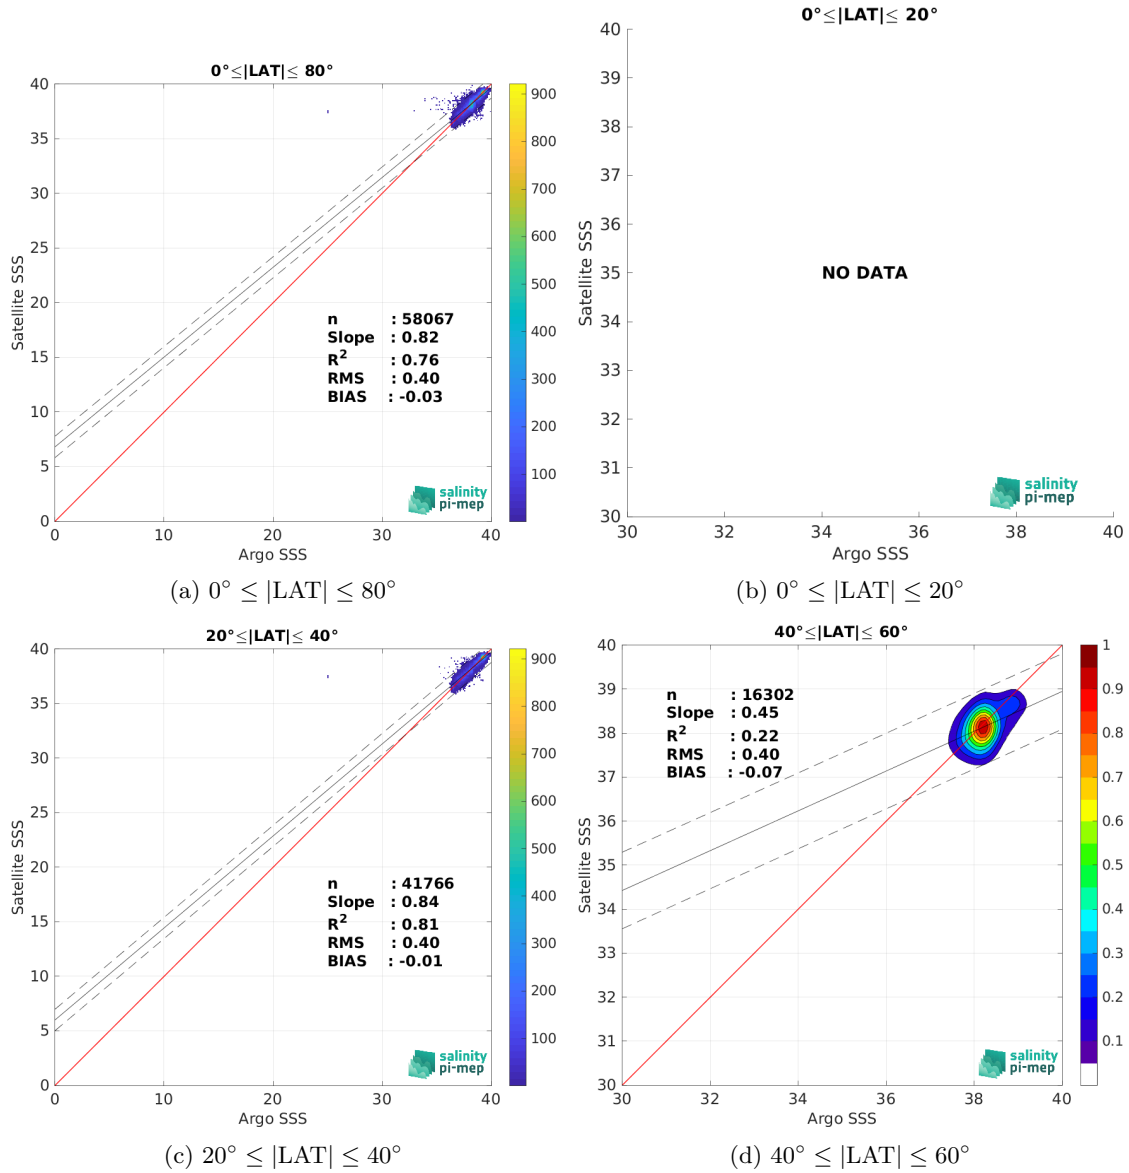 0°≤|LAT|≤ 80°
40
35
30
25
20
15
10
5
0
Satellite SSS
n : 58067
Slope : 0.82
R² : 0.76
RMS : 0.40
BIAS : -0.03
salinity
pi-mep
0 10 20 30 40
Argo SSS
900
800
700
600
500
400
300
200
100
(a) 0° ≤ |LAT| ≤ 80°
0°≤|LAT|≤ 20°
40
39
38
37
36
35
34
33
32
31
30
Satellite SSS
NO DATA
salinity
pi-mep
30 32 34 36 38 40
Argo SSS
(b) 0° ≤ |LAT| ≤ 20°
20°≤|LAT|≤ 40°
40
35
30
25
20
15
10
5
0
Satellite SSS
n : 41766
Slope : 0.84
R² : 0.81
RMS : 0.40
BIAS : -0.01
salinity
pi-mep
0 10 20 30 40
Argo SSS
900
800
700
600
500
400
300
200
100
(c) 20° ≤ |LAT| ≤ 40°
40°≤|LAT|≤ 60°
40
39
38
37
36
35
34
33
32
31
30
Satellite SSS
n : 16302
Slope : 0.45
R² : 0.22
RMS : 0.40
BIAS : -0.07
salinity
pi-mep
30 32 34 36 38 40
Argo SSS
1
0.9
0.8
0.7
0.6
0.5
0.4
0.3
0.2
0.1
(d) 40° ≤ |LAT| ≤ 60°